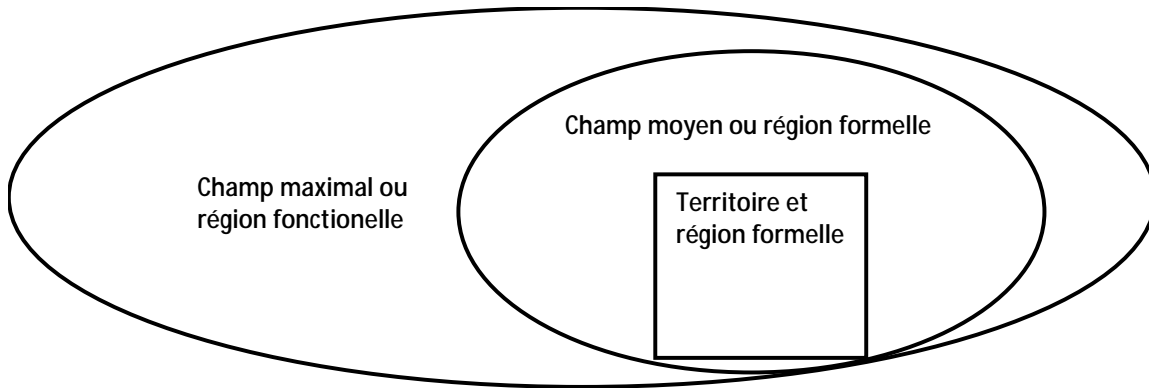 Champ moyen ou région formelle
Champ maximal ou
région fonctionelle
Territoire et
région formelle